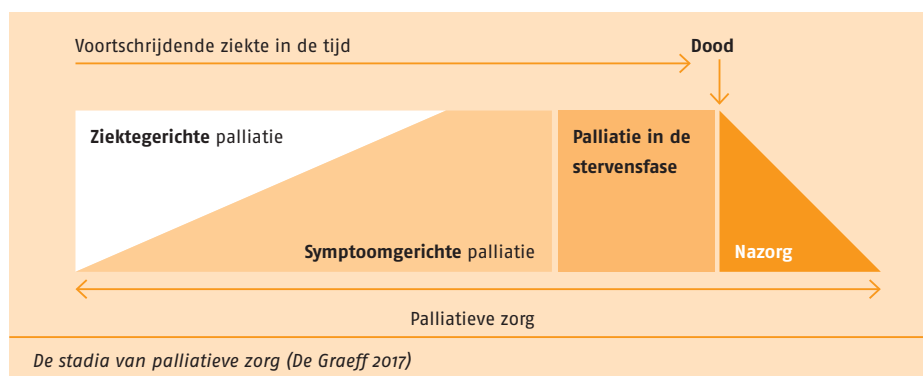 Voortschrijdende ziekte in de tijd
Dood
Ziektegerichte palliatie
Palliatie in de
stervensfase
Symptoomgerichte palliatie
Nazorg
Palliatieve zorg
De stadia van palliatieve zorg (De Graeff 2017)